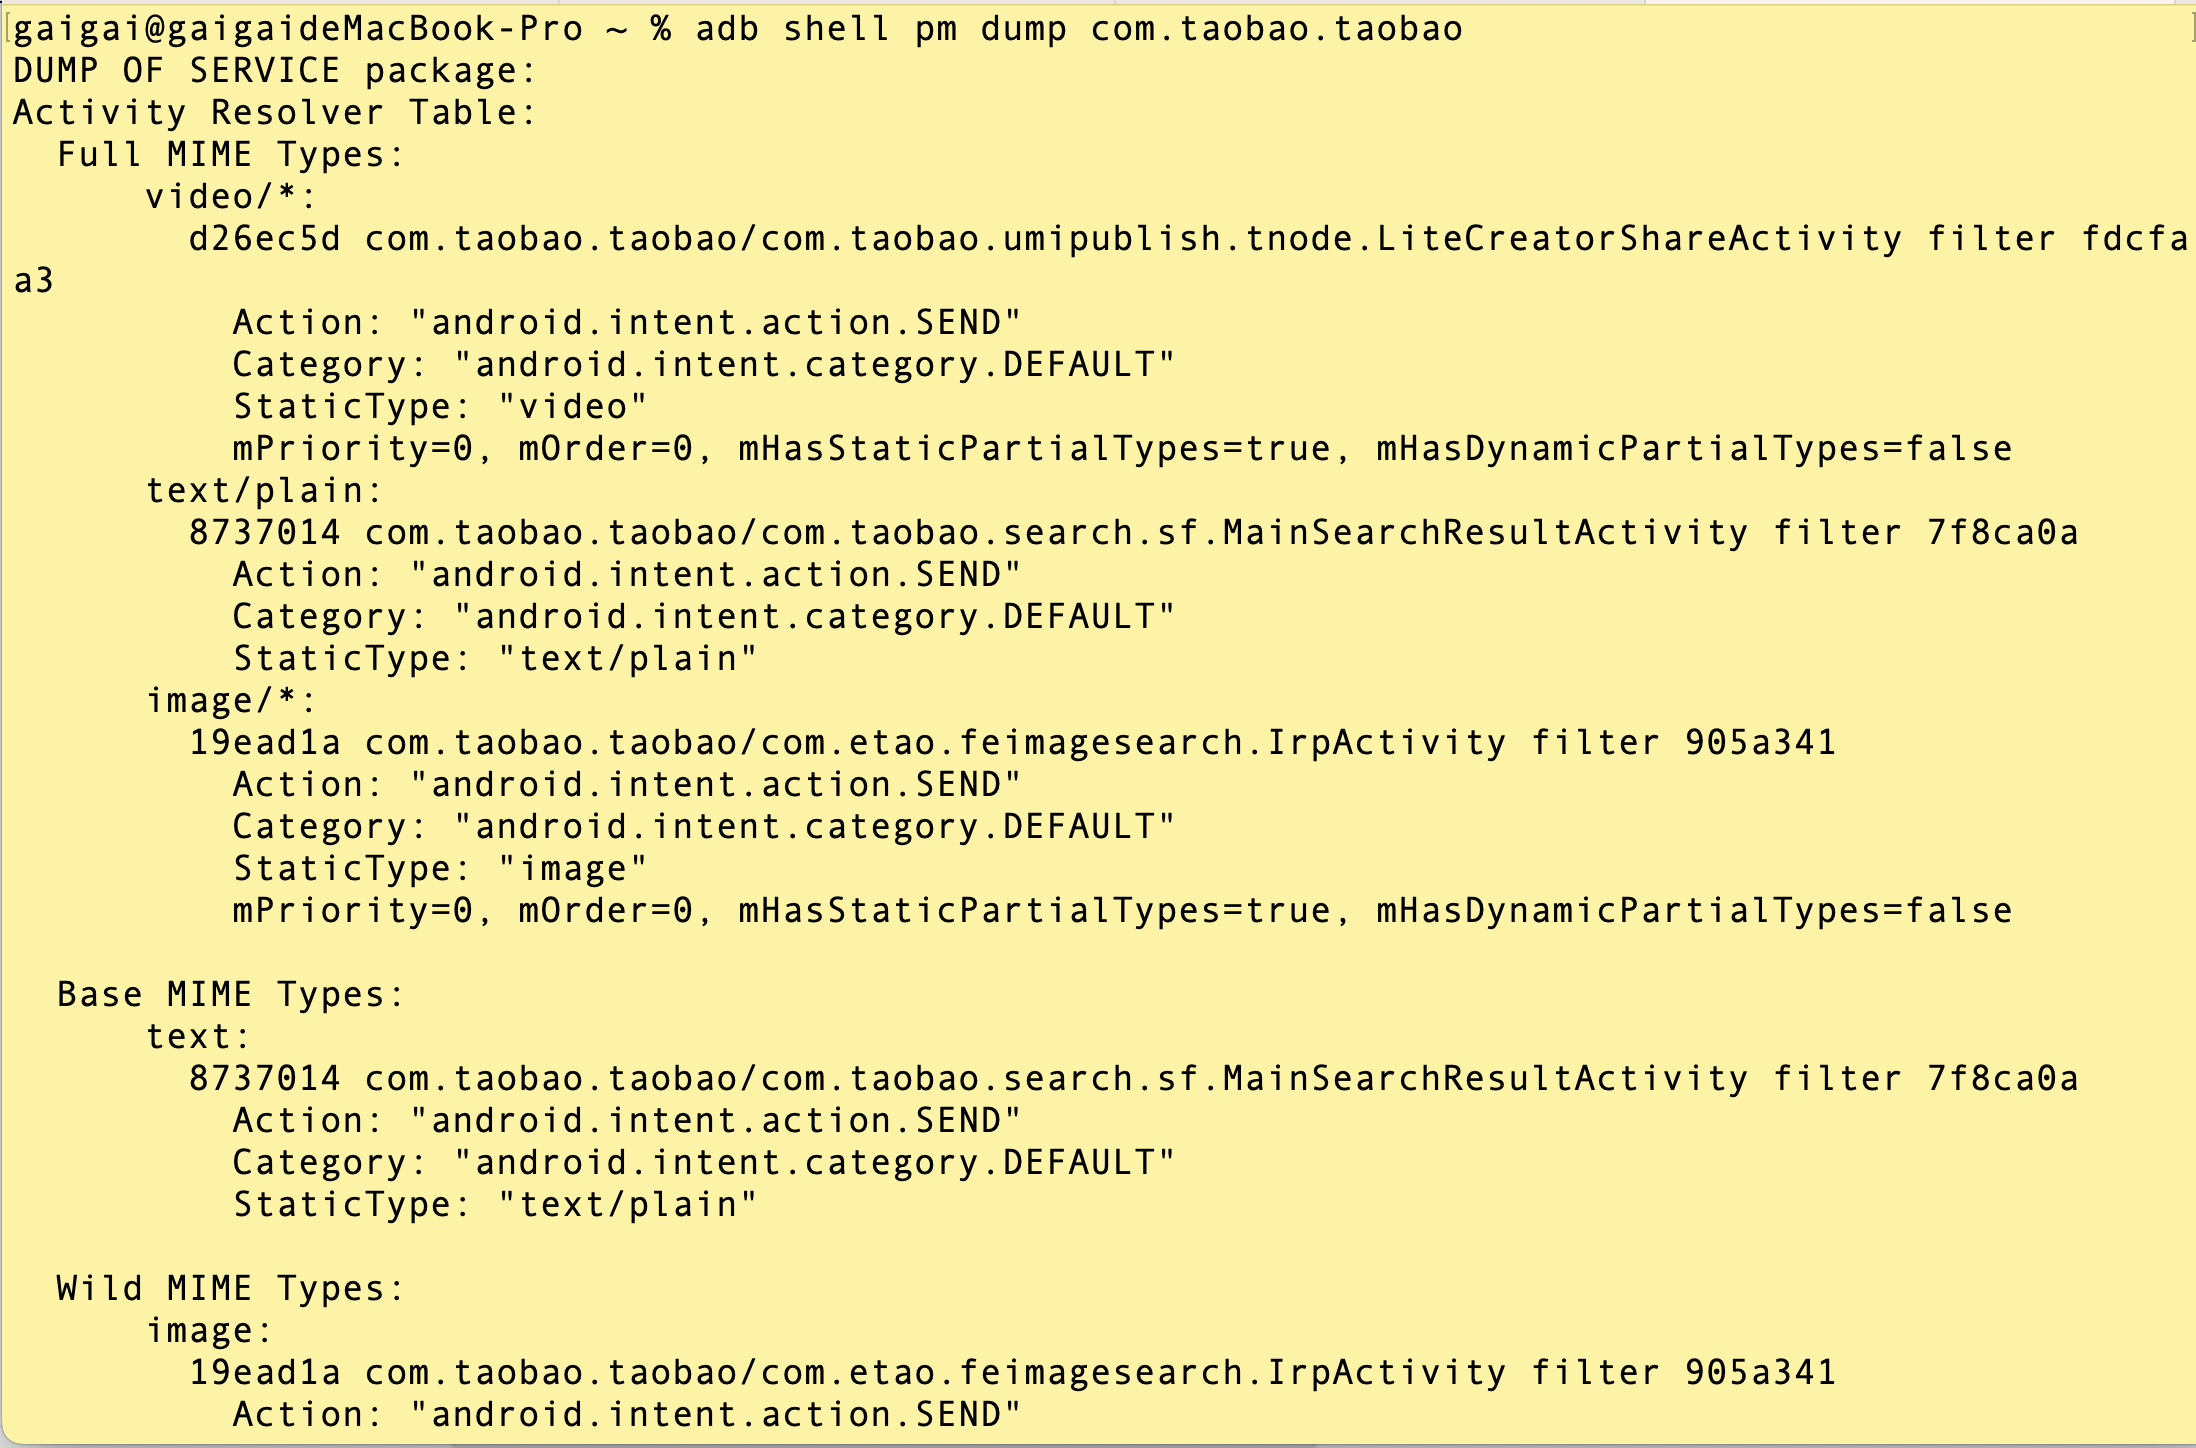 gaigai@gaigaideMacBook-Pro ~ % adb shell pm dump com.taobao.taobao
DUMP OF SERVICE package:
Activity Resolver Table:
  Full MIME Types:
      video/*:
        d26ec5d com.taobao.taobao/com.taobao.umipublish.tnode.LiteCreatorShareActivity filter fdcfa
a3
          Action: "android.intent.action.SEND"
          Category: "android.intent.category.DEFAULT"
          StaticType: "video"
          mPriority=0, mOrder=0, mHasStaticPartialTypes=true, mHasDynamicPartialTypes=false
      text/plain:
        8737014 com.taobao.taobao/com.taobao.search.sf.MainSearchResultActivity filter 7f8ca0a
          Action: "android.intent.action.SEND"
          Category: "android.intent.category.DEFAULT"
          StaticType: "text/plain"
      image/*:
        19ead1a com.taobao.taobao/com.etao.feimagesearch.IrpActivity filter 905a341
          Action: "android.intent.action.SEND"
          Category: "android.intent.category.DEFAULT"
          StaticType: "image"
          mPriority=0, mOrder=0, mHasStaticPartialTypes=true, mHasDynamicPartialTypes=false

  Base MIME Types:
      text:
        8737014 com.taobao.taobao/com.taobao.search.sf.MainSearchResultActivity filter 7f8ca0a
          Action: "android.intent.action.SEND"
          Category: "android.intent.category.DEFAULT"
          StaticType: "text/plain"

  Wild MIME Types:
      image:
        19ead1a com.taobao.taobao/com.etao.feimagesearch.IrpActivity filter 905a341
          Action: "android.intent.action.SEND"